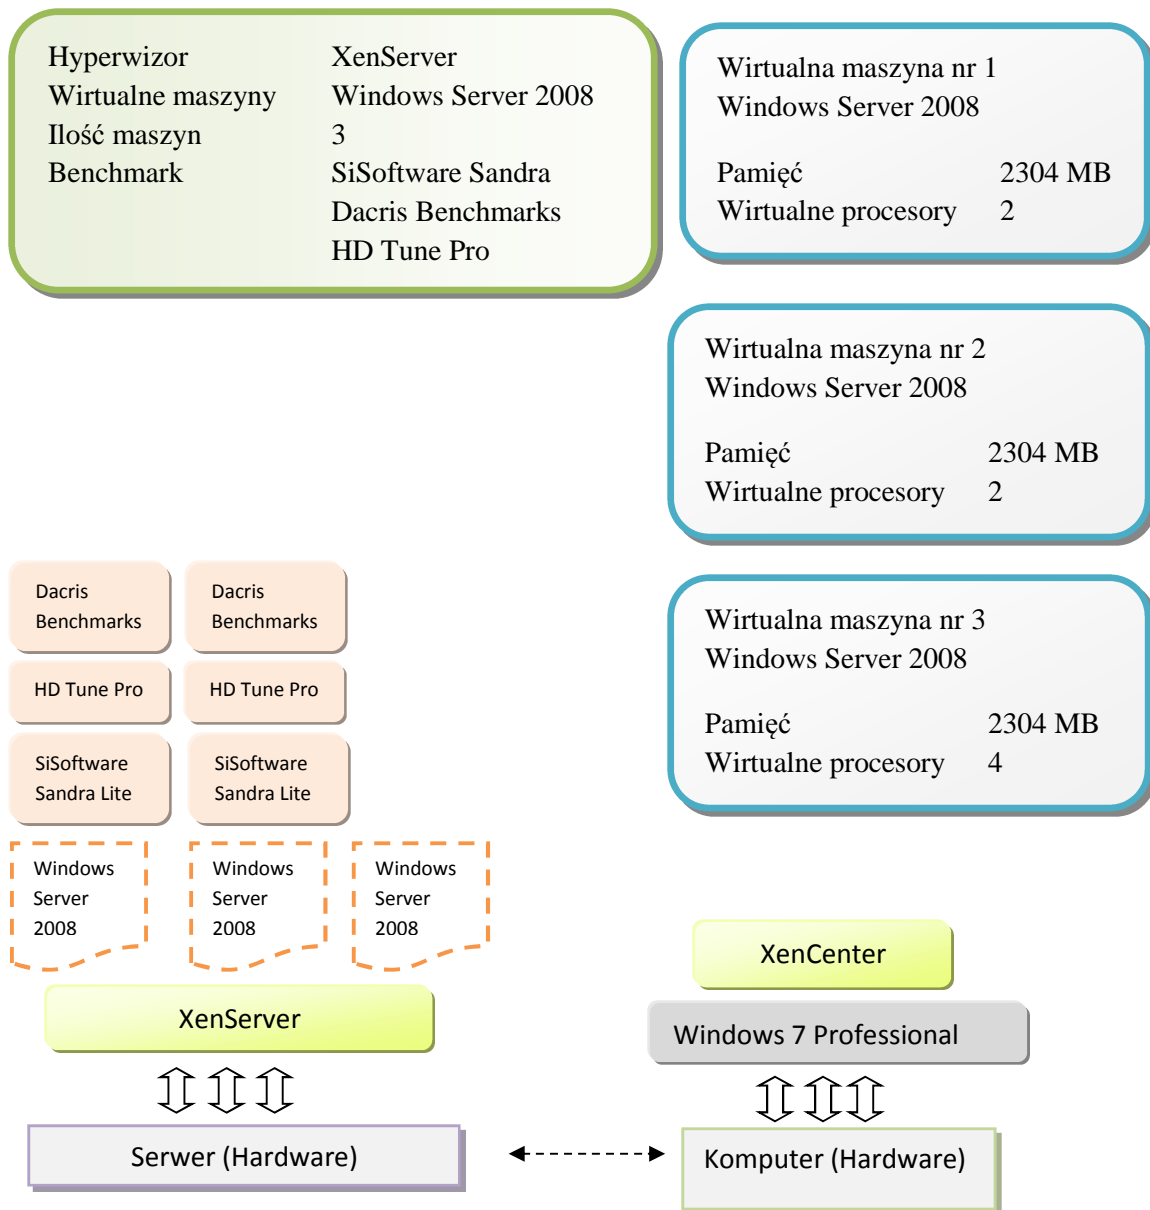 Hyperwizor XenServer
Wirtualne maszyny Windows Server 2008
Ilość maszyn 3
Benchmark SiSoftware Sandra
Dacris Benchmarks
HD Tune Pro
Wirtualna maszyna nr 1
Windows Server 2008
Pamięć 2304 MB
Wirtualne procesory 2
Wirtualna maszyna nr 2
Windows Server 2008
Pamięć 2304 MB
Wirtualne procesory 2
Wirtualna maszyna nr 3
Windows Server 2008
Pamięć 2304 MB
Wirtualne procesory 4
Dacris
Benchmarks
Dacris
Benchmarks
HD Tune Pro
HD Tune Pro
SiSoftware
Sandra Lite
SiSoftware
Sandra Lite
Windows
Server
2008
Windows
Server
2008
Windows
Server
2008
XenServer
Serwer (Hardware)
XenCenter
Windows 7 Professional
Komputer (Hardware)